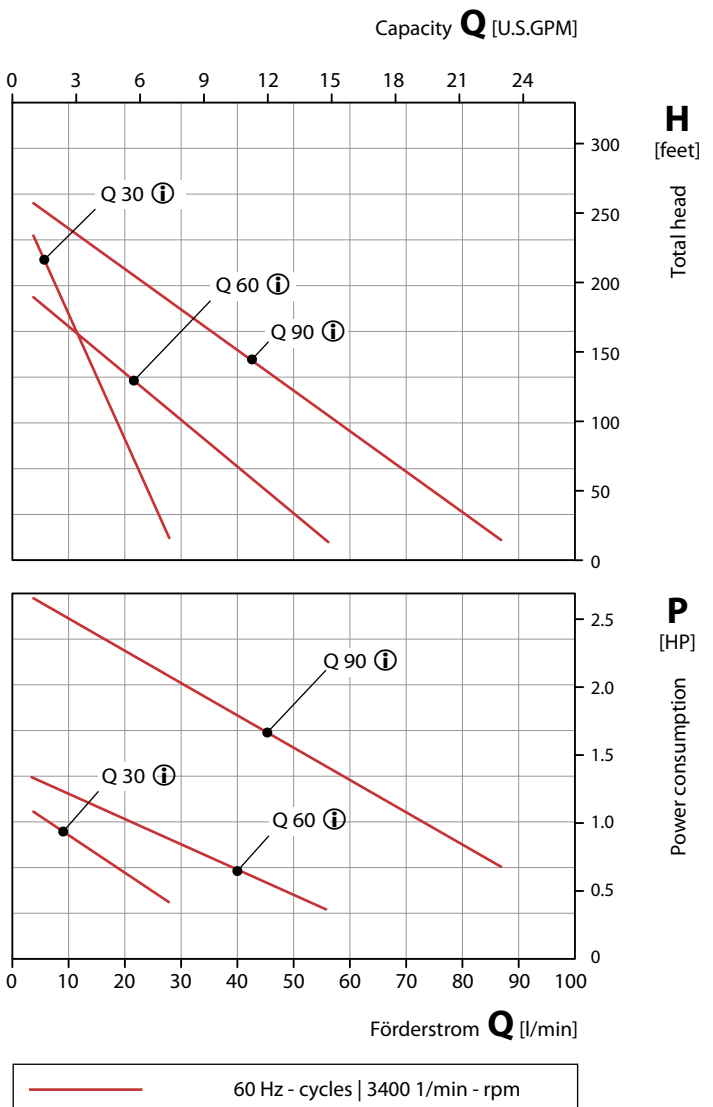 Capacity Q [U.S.GPM]
0 3 6 9 12 15 18 21 24
H
[feet]
Total head
300
250
200
150
100
50
0
Q 30 i
Q 60 i
Q 90 i
P
[HP]
Power consumption
2.5
2.0
1.5
1.0
0.5
0
Q 90 i
Q 30 i
Q 60 i
0 10 20 30 40 50 60 70 80 90 100
Förderstrom Q [l/min]
60 Hz - cycles | 3400 1/min - rpm